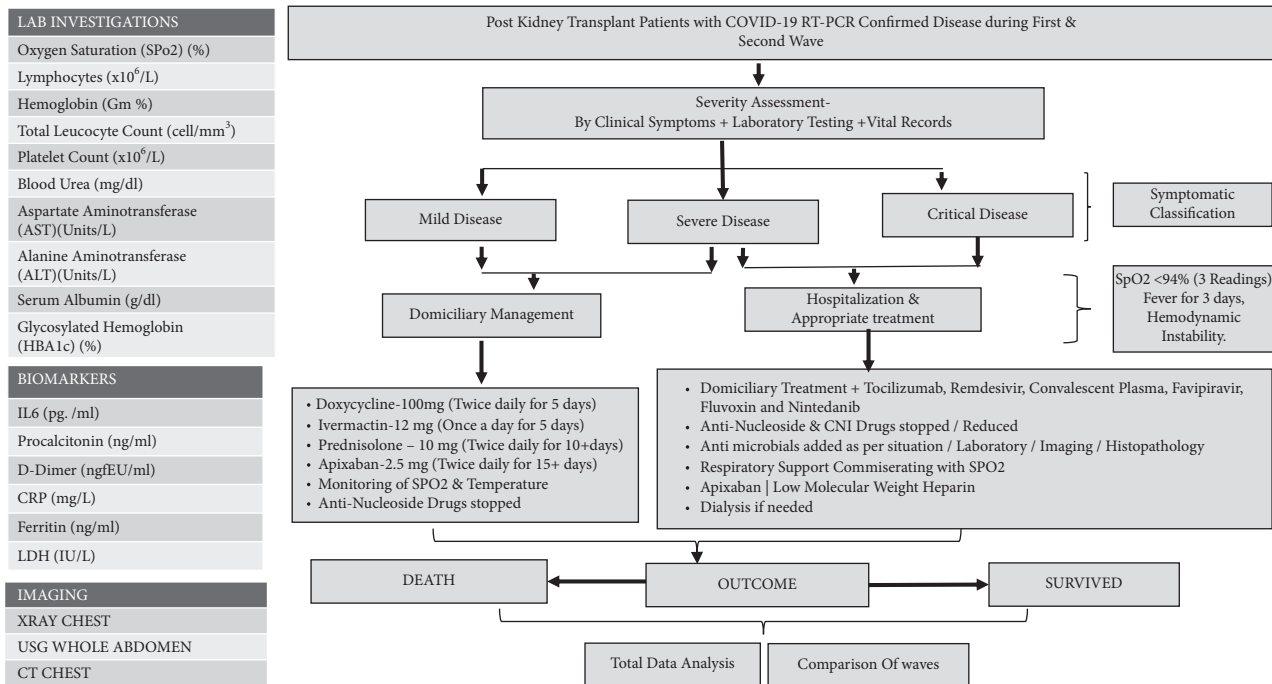 LAB INVESTIGATIONS
Oxygen Saturation (SPo2) (%)
Lymphocytes (x10⁶/L)
Hemoglobin (Gm %)
Total Leucocyte Count (cell/mm³)
Platelet Count (x10⁶/L)
Blood Urea (mg/dl)
Aspartate Aminotransferase
(AST)(Units/L)
Alanine Aminotransferase
(ALT)(Units/L)
Serum Albumin (g/dl)
Glycosylated Hemoglobin
(HBA1c) (%)
BIOMARKERS
IL6 (pg. /ml)
Procalcitonin (ng/ml)
D-Dimer (ngfEU/ml)
CRP (mg/L)
Ferritin (ng/ml)
LDH (IU/L)
IMAGING
XRAY CHEST
USG WHOLE ABDOMEN
CT CHEST
Post Kidney Transplant Patients with COVID-19 RT-PCR Confirmed Disease during First &
Second Wave
Severity Assessment-
By Clinical Symptoms + Laboratory Testing +Vital Records
Mild Disease
Severe Disease
Critical Disease
Symptomatic
Classification
Domiciliary Management
Hospitalization &
Appropriate treatment
SpO2 <94% (3 Readings)
Fever for 3 days,
Hemodynamic
Instability.
• Doxycycline-100mg (Twice daily for 5 days)
• Ivermactin-12 mg (Once a day for 5 days)
• Prednisolone – 10 mg (Twice daily for 10+days)
• Apixaban-2.5 mg (Twice daily for 15+ days)
• Monitoring of SPO2 & Temperature
• Anti-Nucleoside Drugs stopped
• Domiciliary Treatment + Tocilizumab, Remdesivir, Convalescent Plasma, Favipiravir,
Fluvoxin and Nintedanib
• Anti-Nucleoside & CNI Drugs stopped / Reduced
• Anti microbials added as per situation / Laboratory / Imaging / Histopathology
• Respiratory Support Commiserating with SPO2
• Apixaban | Low Molecular Weight Heparin
• Dialysis if needed
DEATH
OUTCOME
SURVIVED
Total Data Analysis
Comparison Of waves